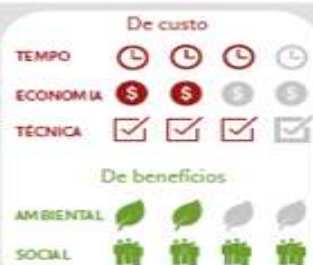 De custo
TEMPO
ECONOMIA $ $ $ $
TÉCNICA
De benefícios
AMBIENTAL
SOCIAL